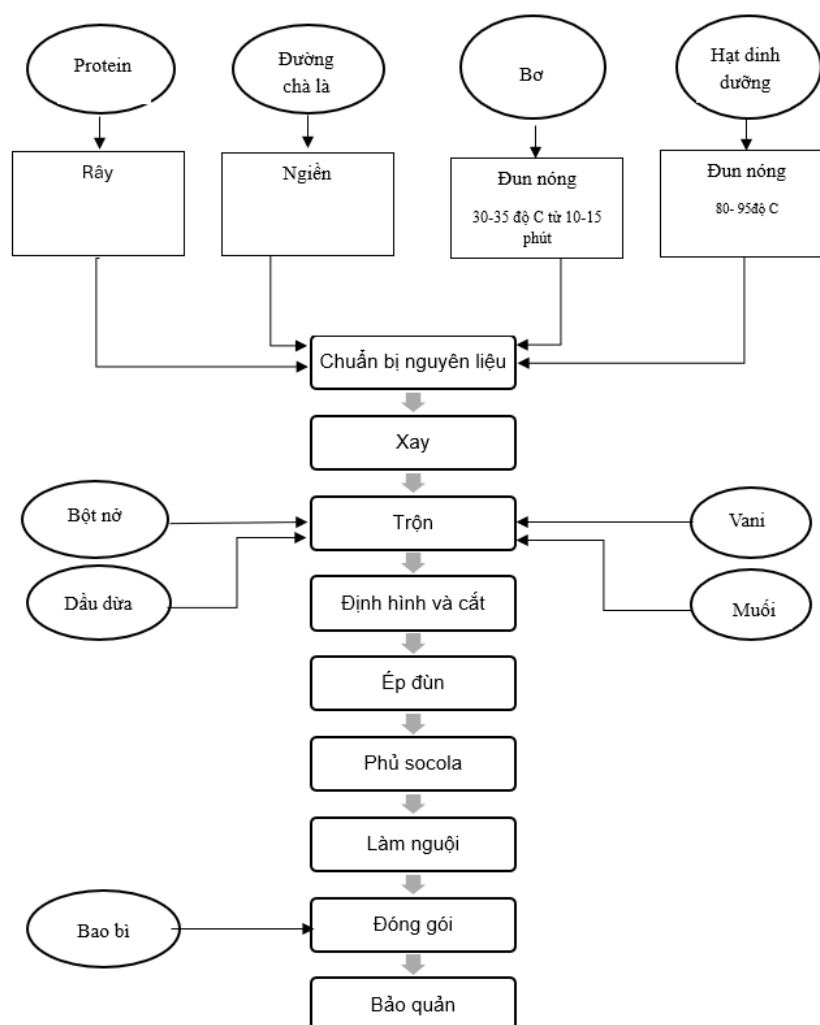 Protein
Đường
chà là
Bơ
Hạt dinh
dưỡng
Rây
Ngiền
Đun nóng
30-35 độ C từ 10-15
phút
Đun nóng
80- 95độ C
Chuẩn bị nguyên liệu
Xay
Bột nở
Trộn
Vani
Dầu dừa
Định hình và cắt
Muối
Ép đùn
Phủ socola
Làm nguội
Bao bì
Đóng gói
Bảo quản